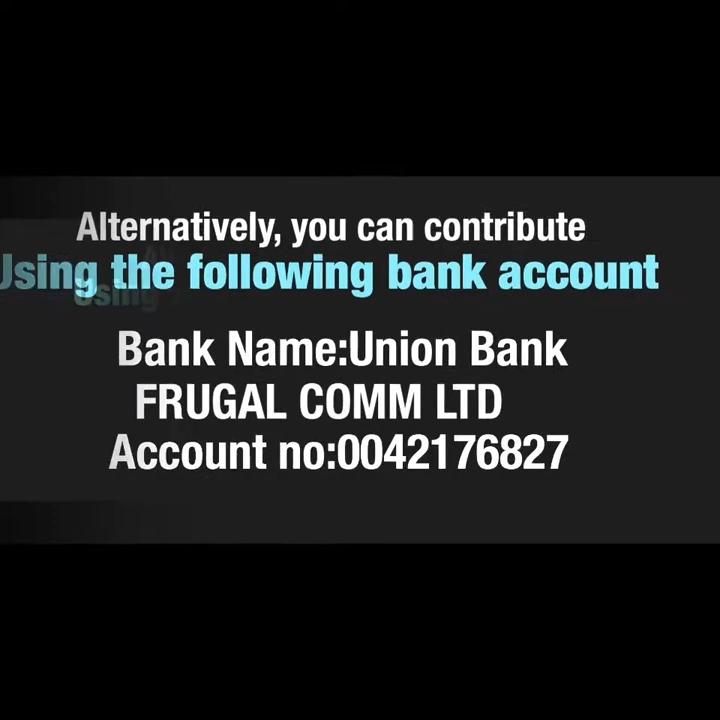 Alternatively, you can contribute
Using the following bank account
Using
Bank Name:Union Bank
FRUGAL COMM LTD
Account no:0042176827